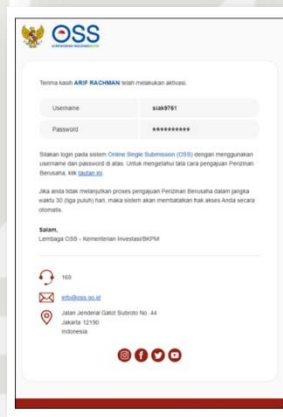 OSS
Terima kasih ARIF RACHMAN telah melakukan aktivasi.
Username siak9781
Password **********
Silakan login pada sistem Online Single Submission (OSS) dengan menggunakan
username dan password di atas. Untuk mengetahui tata cara pengajuan Perizinan
Berusaha, klik tautan ini.
Jika anda tidak melanjutkan proses pengajuan Perizinan Berusaha dalam jangka
waktu 30 (tiga puluh) hari, maka sistem akan membatalkan hak akses Anda secara
otomatis.
Salam,
Lembaga OSS - Kementerian Investasi/BKPM
169
info@oss.go.id
Jalan Jenderal Gatot Subroto No. 44
Jakarta 12190
Indonesia